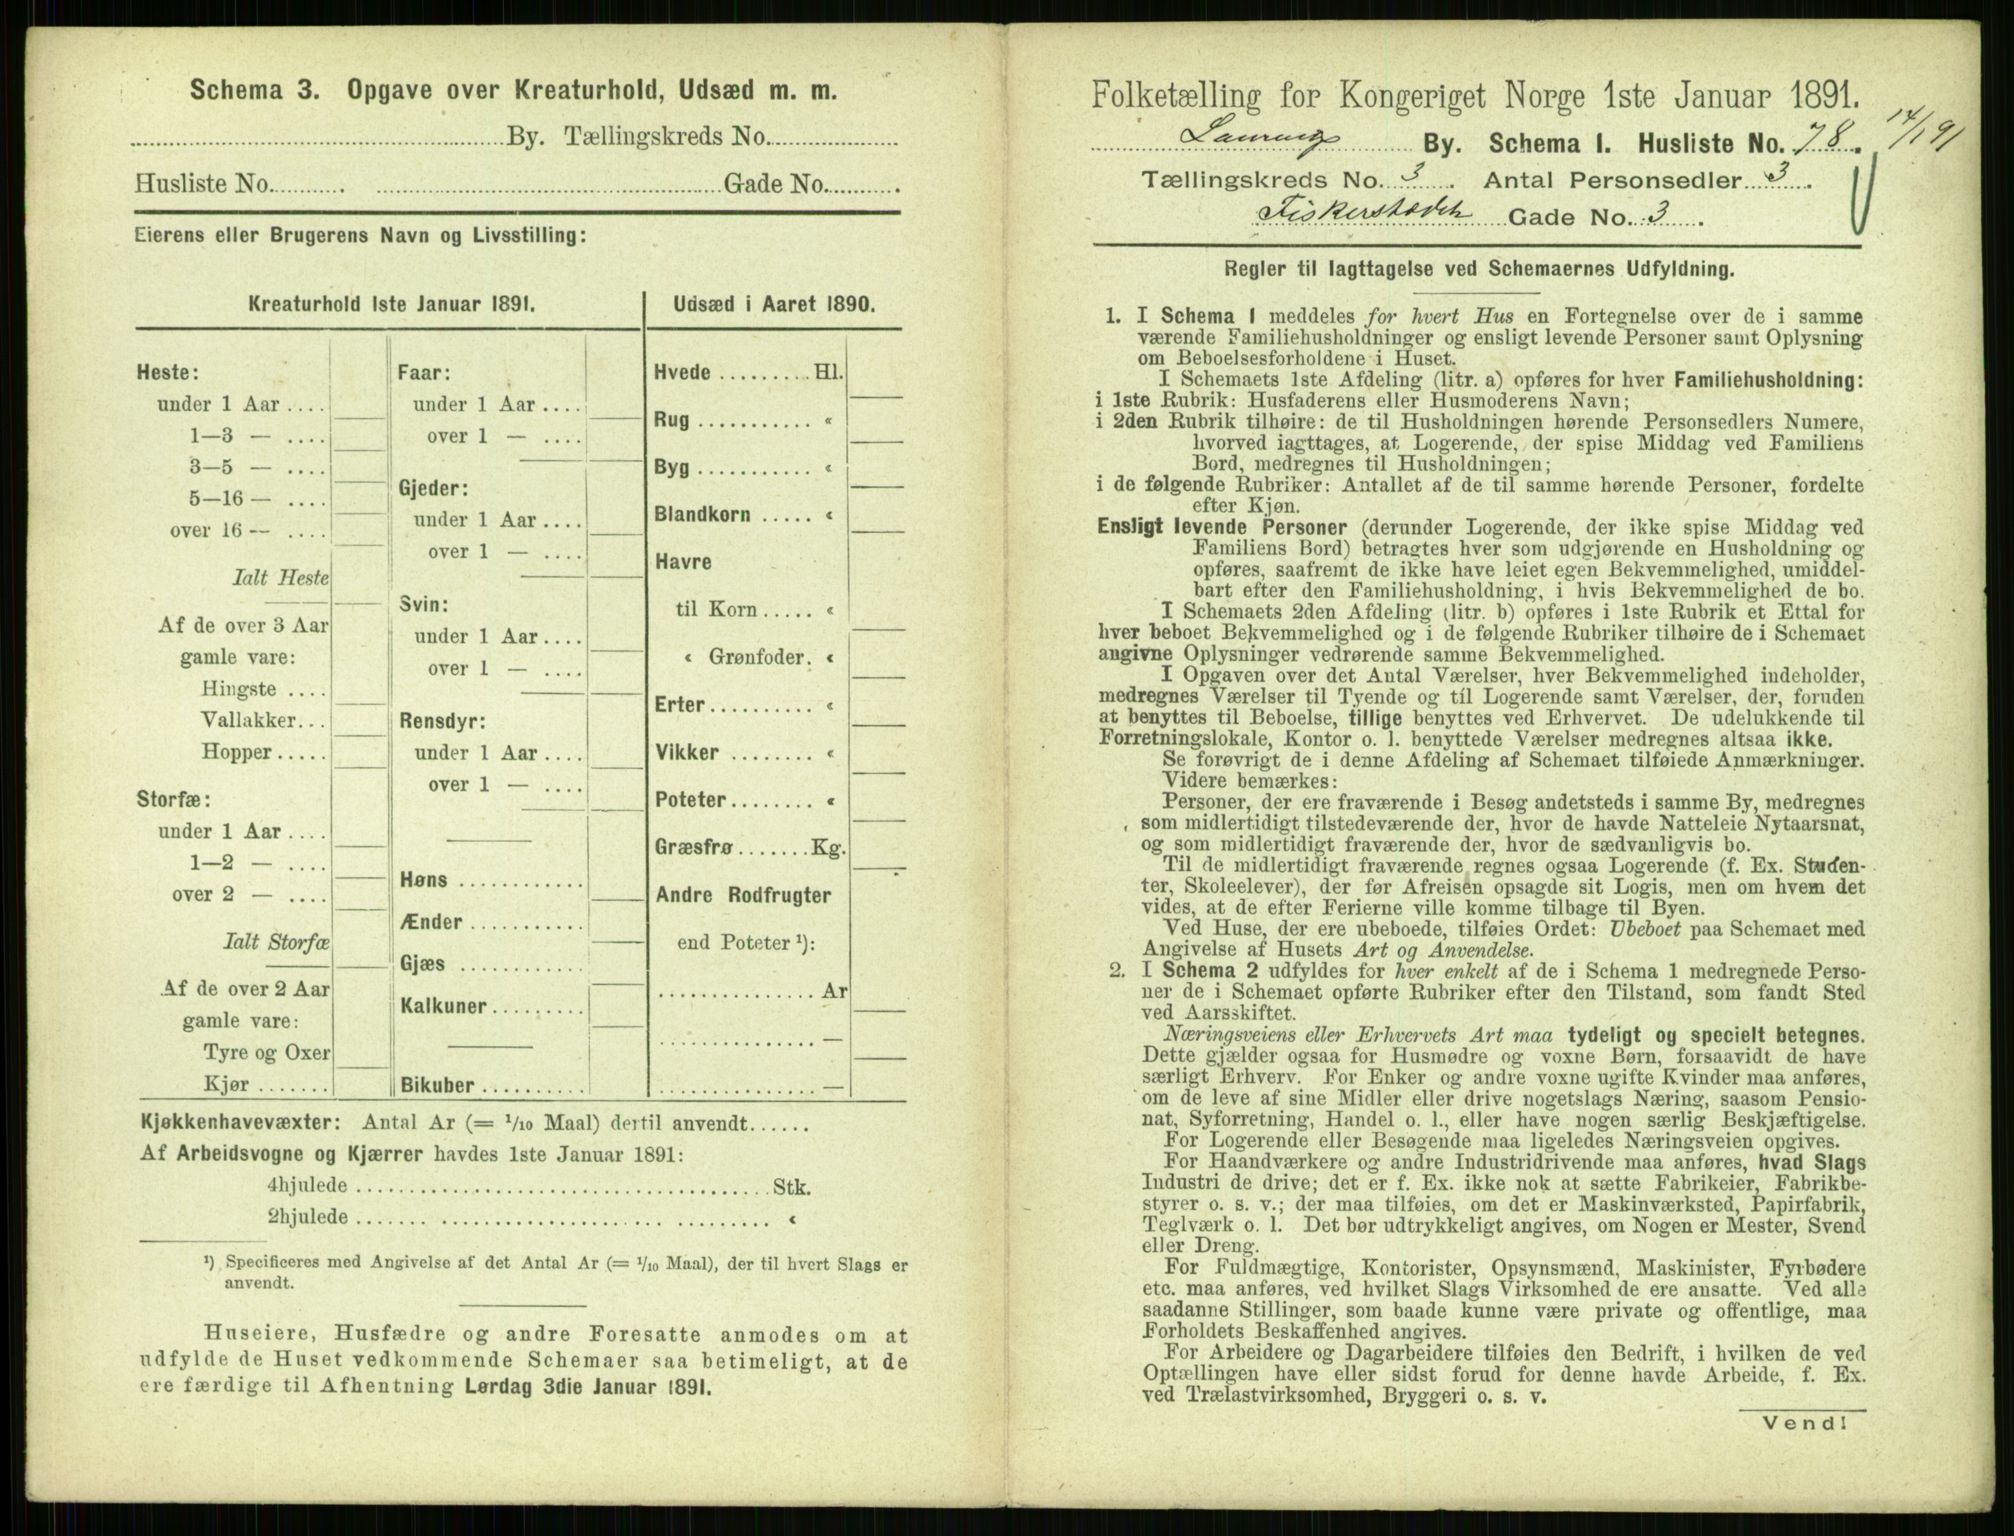 Schema 3. Opgave over Kreaturhold, Udsæd m. m.
By. Tællingskreds No.
Husliste No. Gade No.
Eierens eller Brugerens Navn og Livsstilling:
Kreaturhold 1ste Januar 1891.
Heste:
under 1 Aar....
1—3 — ....
3—5 — ....
5—16 — ....
over 16 — ....
Ialt Heste
Af de over 3 Aar
gamle vare:
Hingste ....
Vallakker...
Hopper.....
Storfæ:
under 1 Aar....
1—2 — ....
over 2 — ....
Ialt Storfæ
Af de over 2 Aar
gamle vare:
Tyre og Oxer
Kjør.......
Faar:
under 1 Aar....
over 1 — ....
Gjeder:
under 1 Aar....
over 1 — ....
Svin:
under 1 Aar....
over 1 — ....
Rensdyr:
under 1 Aar....
over 1 — ....
Høns............
Ænder...........
Gjæs............
Kalkuner.........
Bikuber..........
Udsæd i Aaret 1890.
Hvede.........Hl.
Rug........... «
Byg........... «
Blandkorn..... «
Havre
til Korn..... «
« Grønfoder. «
Erter.......... «
Vikker........ «
Poteter........ «
Græsfrø.......Kg.
Andre Rodfrugter
end Poteter ¹):
...............Ar
............... —
............... —
Kjøkkenhavevæxter: Antal Ar (= 1/10 Maal) dertil anvendt......
Af Arbeidsvogne og Kjærrer havdes 1ste Januar 1891:
4hjulede........................................Stk.
2hjulede........................................ «
¹) Specificeres med Angivelse af det Antal Ar (= 1/10 Maal), der til hvert Slags er
anvendt.
Huseiere, Husfædre og andre Foresatte anmodes om at
udfylde de Huset vedkommende Schemaer saa betimeligt, at de
ere færdige til Afhentning Lørdag 3die Januar 1891.
Folketælling for Kongeriget Norge 1ste Januar 1891.
14/1 91
By. Schema 1. Husliste No. 78.
Tællingskreds No. 3. Antal Personsedler 3.
Gade No. 3.
Regler til Iagttagelse ved Schemaernes Udfyldning.
1. I Schema 1 meddeles for hvert Hus en Fortegnelse over de i samme
værende Familiehusholdninger og ensligt levende Personer samt Oplysning
om Beboelsesforholdene i Huset.
I Schemaets 1ste Afdeling (litr. a) opføres for hver Familiehusholdning:
i 1ste Rubrik: Husfaderens eller Husmoderens Navn;
i 2den Rubrik tilhøire: de til Husholdningen hørende Personsedlers Numere,
hvorved iagttages, at Logerende, der spise Middag ved Familiens
Bord, medregnes til Husholdningen;
i de følgende Rubriker: Antallet af de til samme hørende Personer, fordelte
efter Kjøn.
Ensligt levende Personer (derunder Logerende, der ikke spise Middag ved
Familiens Bord) betragtes hver som udgjørende en Husholdning og
opføres, saafremt de ikke have leiet egen Bekvemmelighed, umiddel-
bart efter den Familiehusholdning, i hvis Bekvemmelighed de bo.
I Schemaets 2den Afdeling (litr. b) opføres i 1ste Rubrik et Ettal for
hver beboet Bekvemmelighed og i de følgende Rubriker tilhøire de i Schemaet
angivne Oplysninger vedrørende samme Bekvemmelighed.
I Opgaven over det Antal Værelser, hver Bekvemmelighed indeholder,
medregnes Værelser til Tyende og til Logerende samt Værelser, der, foruden
at benyttes til Beboelse, tillige benyttes ved Erhvervet. De udelukkende til
Forretningslokale, Kontor o. l. benyttede Værelser medregnes altsaa ikke.
Se forøvrigt de i denne Afdeling af Schemaet tilføiede Anmærkninger.
Videre bemærkes:
Personer, der ere fraværende i Besøg andetsteds i samme By, medregnes
som midlertidigt tilstedeværende der, hvor de havde Natteleie Nytaarsnat,
og som midlertidigt fraværende der, hvor de sædvanligvis bo.
Til de midlertidigt fraværende regnes ogsaa Logerende (f. Ex. Studen-
ter, Skoleelever), der før Afreisen opsagde sit Logis, men om hvem det
vides, at de efter Ferierne ville komme tilbage til Byen.
Ved Huse, der ere ubeboede, tilføies Ordet: Ubeboet paa Schemaet med
Angivelse af Husets Art og Anvendelse.
2. I Schema 2 udfyldes for hver enkelt af de i Schema 1 medregnede Perso-
ner de i Schemaet opførte Rubriker efter den Tilstand, som fandt Sted
ved Aarsskiftet.
Næringsveiens eller Erhvervets Art maa tydeligt og specielt betegnes.
Dette gjælder ogsaa for Husmødre og voxne Børn, forsaavidt de have
særligt Erhverv. For Enker og andre voxne ugifte Kvinder maa anføres,
om de leve af sine Midler eller drive nogetslags Næring, saasom Pensio-
nat, Syforretning, Handel o. l., eller have nogen særlig Beskjæftigelse.
For Logerende eller Besøgende maa ligeledes Næringsveien opgives.
For Haandværkere og andre Industridrivende maa anføres, hvad Slags
Industri de drive; det er f. Ex. ikke nok at sætte Fabrikeier, Fabrikbe-
styrer o. s. v.; der maa tilføies, om det er Maskinværksted, Papirfabrik,
Teglværk o. l. Det bør udtrykkeligt angives, om Nogen er Mester, Svend
eller Dreng.
For Fuldmægtige, Kontorister, Opsynsmænd, Maskinister, Fyrbødere
etc. maa anføres, ved hvilket Slags Virksomhed de ere ansatte. Ved alle
saadanne Stillinger, som baade kunne være private og offentlige, maa
Forholdets Beskaffenhed angives.
For Arbeidere og Dagarbeidere tilføies den Bedrift, i hvilken de ved
Optællingen have eller sidst forud for denne havde Arbeide, f. Ex.
ved Trælastvirksomhed, Bryggeri o. s. v.
Vend!